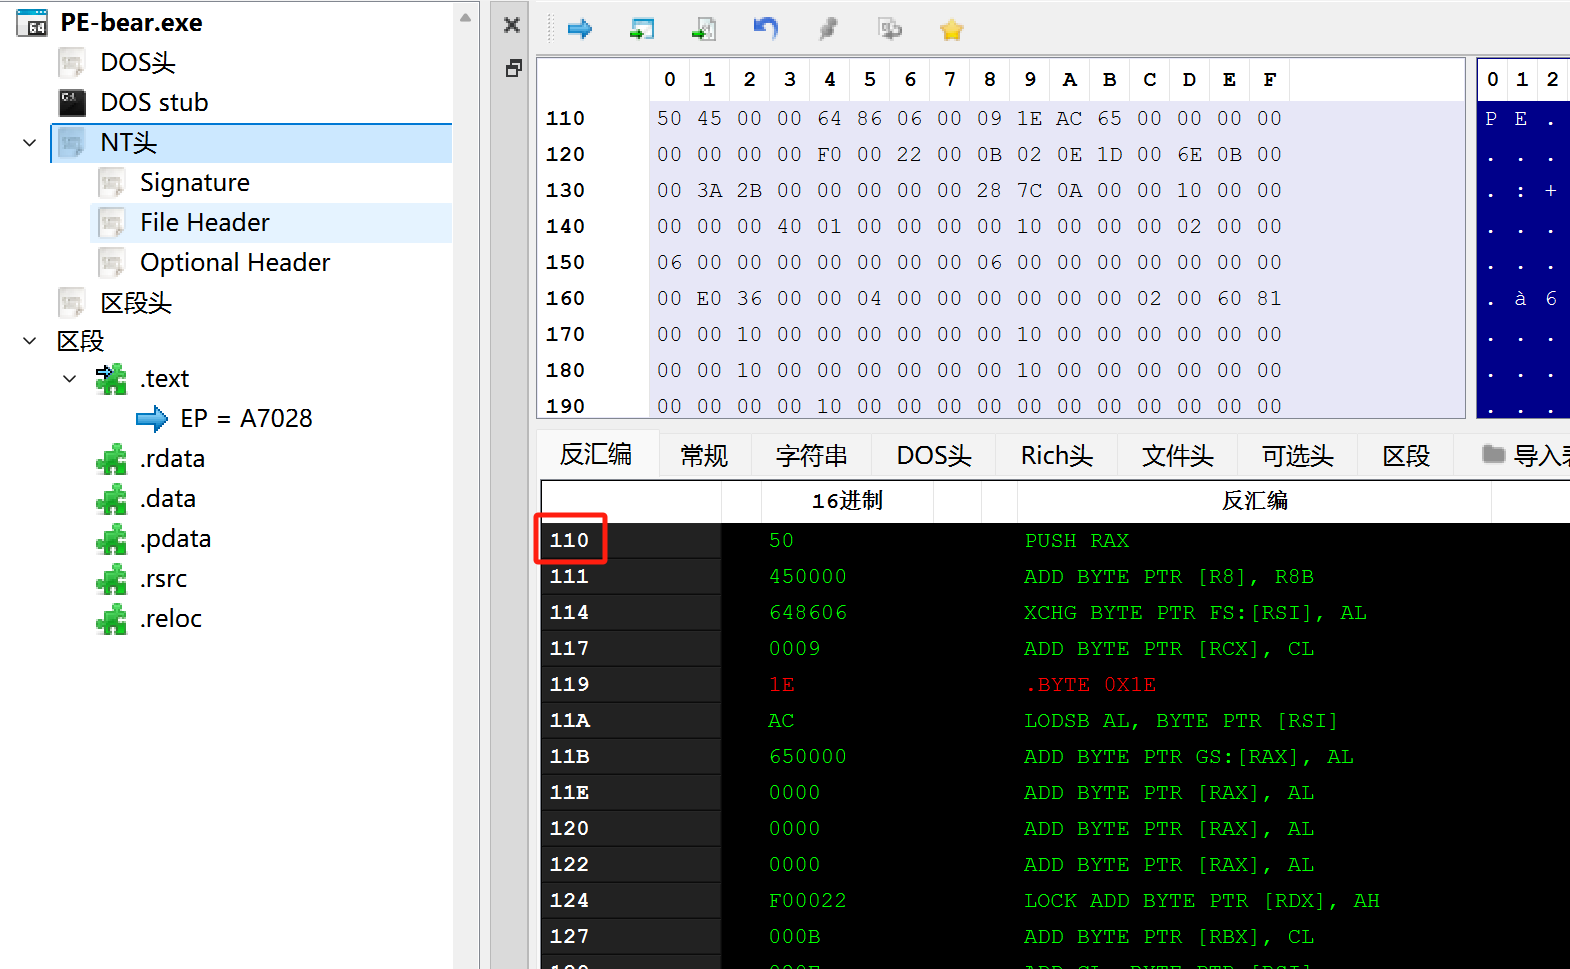 PE-bear.exe
DOS头
DOS stub
NT头
Signature
File Header
Optional Header
区段头
区段
.text
EP = A7028
.rdata
.data
.pdata
.rsrc
.reloc
0 1 2 3 4 5 6 7 8 9 A B C D E F
110 50 45 00 00 64 86 06 00 09 1E AC 65 00 00 00 00
120 00 00 00 00 F0 00 22 00 0B 02 0E 1D 00 6E 0B 00
130 00 3A 2B 00 00 00 00 00 28 7C 0A 00 00 10 00 00
140 00 00 00 40 01 00 00 00 00 10 00 00 00 02 00 00
150 06 00 00 00 00 00 00 00 06 00 00 00 00 00 00 00
160 00 E0 36 00 00 04 00 00 00 00 00 00 02 00 60 81
170 00 00 10 00 00 00 00 00 00 10 00 00 00 00 00 00
180 00 00 10 00 00 00 00 00 00 10 00 00 00 00 00 00
190 00 00 00 00 10 00 00 00 00 00 00 00 00 00 00 00
0 1 2
P E .
. . .
. : +
. . .
. . .
. à 6
. . .
. . .
. . .
反汇编 常规 字符串 DOS头 Rich头 文件头 可选头 区段 导入
16进制 反汇编
110 50 PUSH RAX
111 450000 ADD BYTE PTR [R8], R8B
114 648606 XCHG BYTE PTR FS:[RSI], AL
117 0009 ADD BYTE PTR [RCX], CL
119 1E .BYTE 0X1E
11A AC LODSB AL, BYTE PTR [RSI]
11B 650000 ADD BYTE PTR GS:[RAX], AL
11E 0000 ADD BYTE PTR [RAX], AL
120 0000 ADD BYTE PTR [RAX], AL
122 0000 ADD BYTE PTR [RAX], AL
124 F00022 LOCK ADD BYTE PTR [RDX], AH
127 000B ADD BYTE PTR [RBX], CL